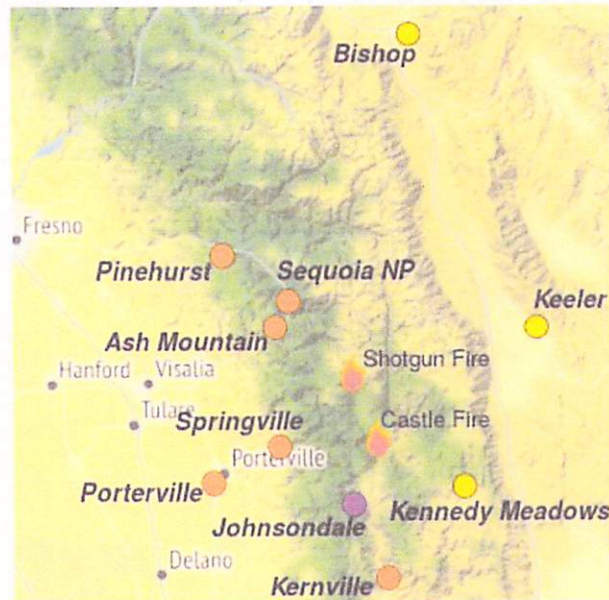 Bishop
Fresno
Pinehurst
Sequoia NP
Keeler
Ash Mountain
Shotgun Fire
Hanford
Visalia
Castle Fire
Tulare
Springville
Porterville
Porterville
Kennedy Meadows
Johnsondale
Delano
Kernville